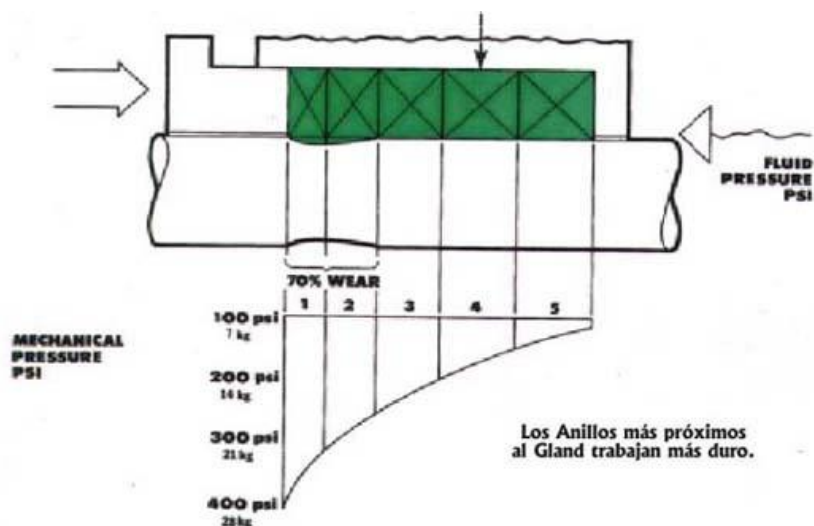 FLUID
PRESSURE
PSI
70% WEAR
1 2 3 4 5
100 psi
7 kg
MECHANICAL
PRESSURE
PSI
200 psi
14 kg
300 psi
21 kg
400 psi
28 kg
Los Anillos más próximos
al Gland trabajan más duro.